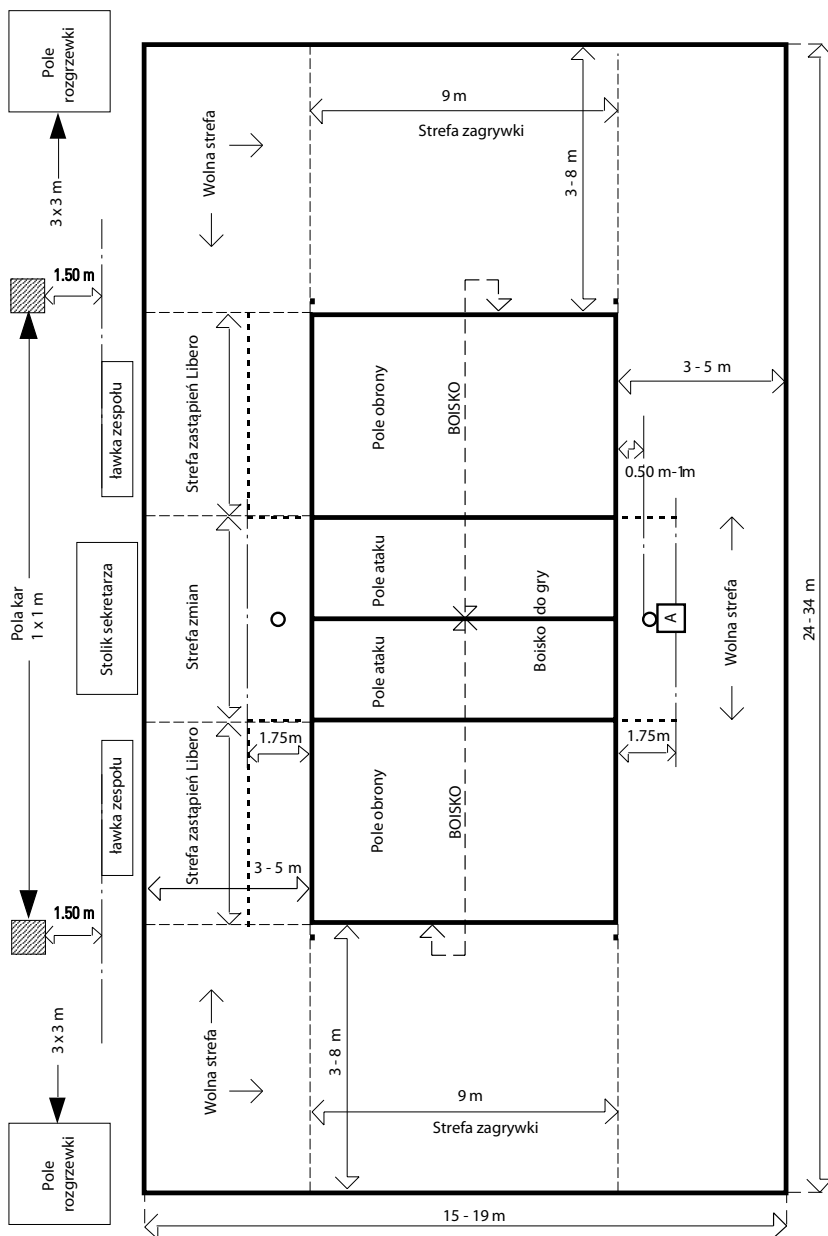 Pole
rozgrzewki
3 x 3 m
1.50 m
ławka zespołu
Pola kar
1 x 1 m
Stolik sekretarza
ławka zespołu
1.50 m
3 x 3 m
Pole
rozgrzewki
Wolna strefa
9 m
Strefa zagrywki
3 - 8 m
Strefa zastąpień Libero
Pole obrony
BOISKO
3 - 5 m
0.50 m-1m
Strefa zmian
Pole ataku
Pole ataku
Boisko do gry
A
Wolna strefa
24 - 34 m
1.75m
1.75m
Strefa zastąpień Libero
Pole obrony
BOISKO
3 - 5 m
Wolna strefa
3 - 8 m
9 m
Strefa zagrywki
15 - 19 m